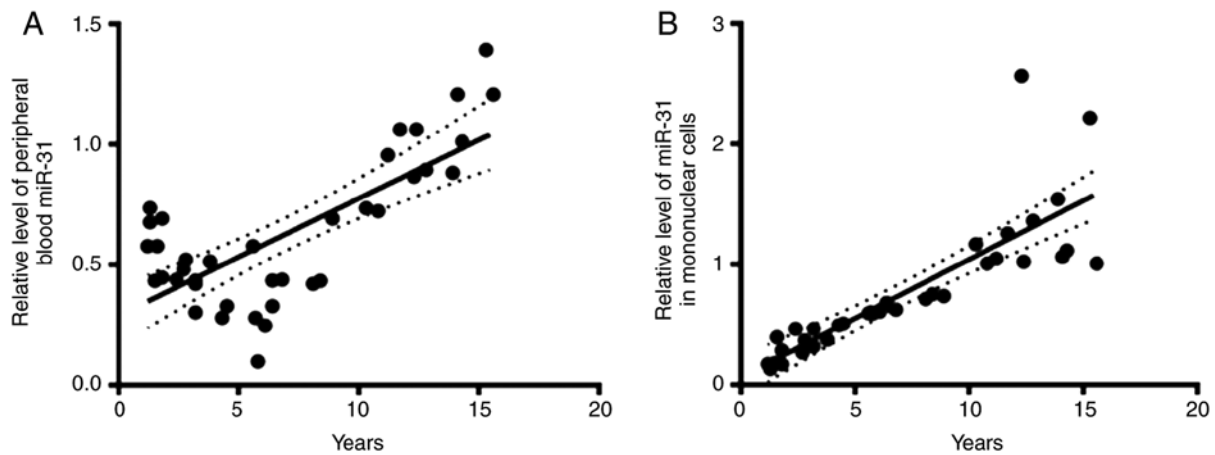 A
Relative level of peripheral
blood miR-31
1.5
1.0
0.5
0.0
0 5 10 15 20
Years
B
Relative level of miR-31
in mononuclear cells
3
2
1
0
0 5 10 15 20
Years